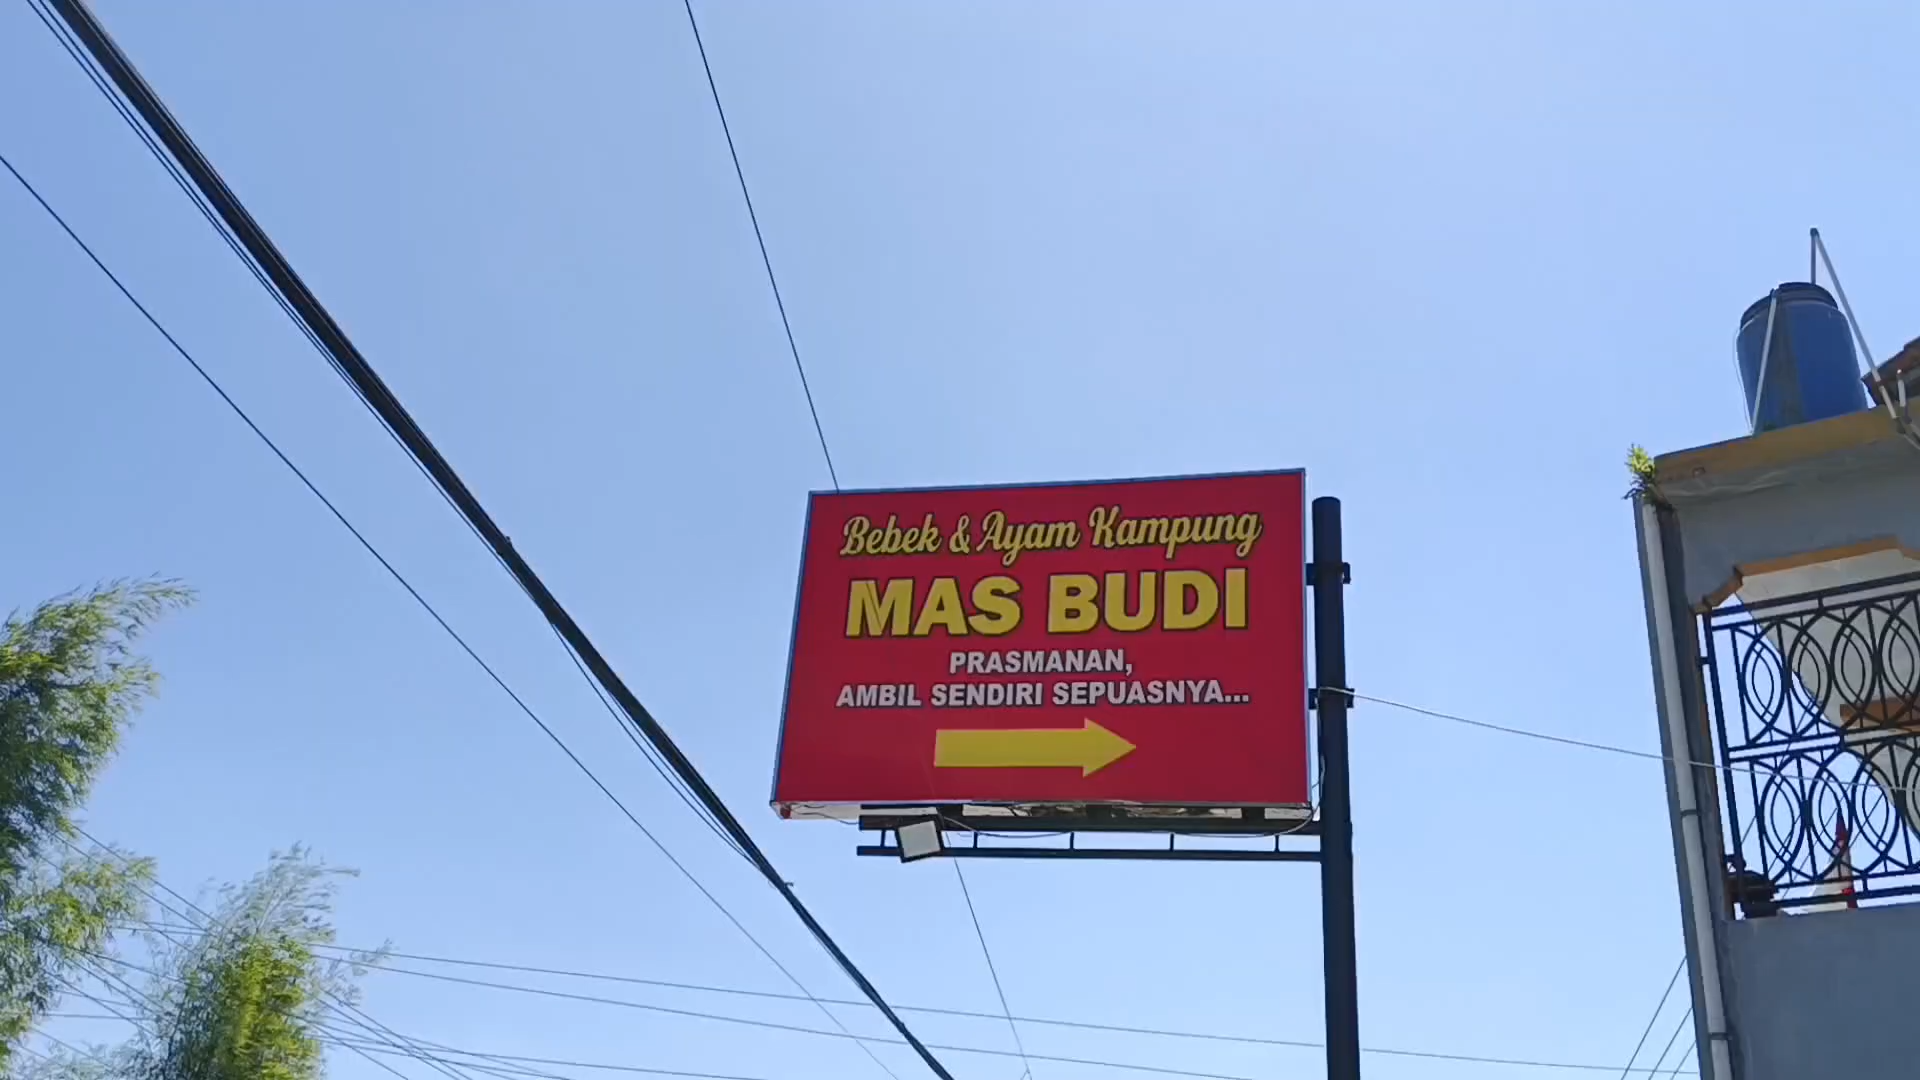 Bebek & Ayam Kampung
MAS BUDI
PRASMANAN,
AMBIL SENDIRI SEPUASNYA...